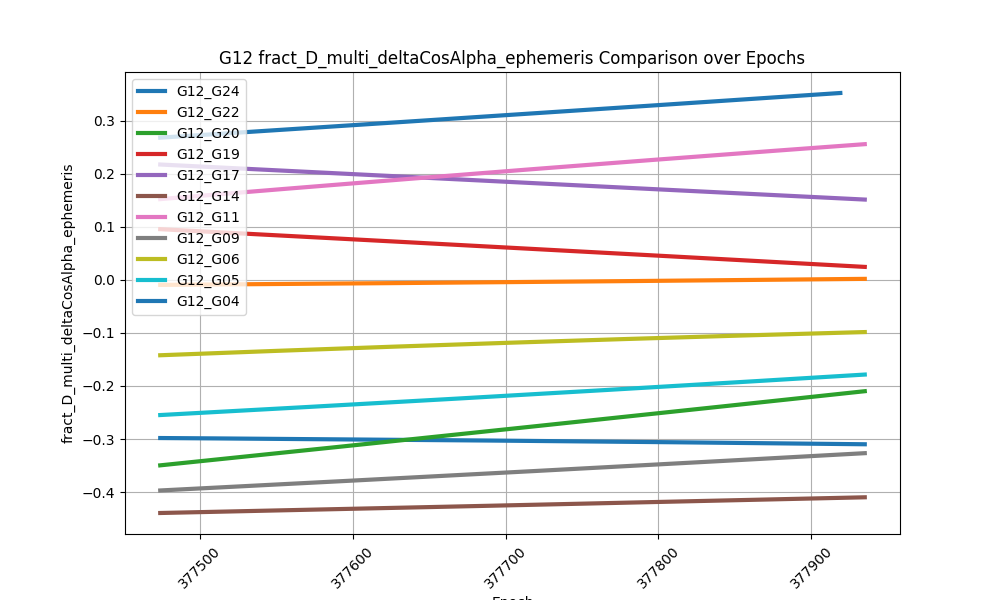 G12 fract_D_multi_deltaCosAlpha_ephemeris Comparison over Epochs
fract_D_multi_deltaCosAlpha_ephemeris
0.3
0.2
0.1
0.0
−0.1
−0.2
−0.3
−0.4
G12_G24
G12_G22
G12_G20
G12_G19
G12_G17
G12_G14
G12_G11
G12_G09
G12_G06
G12_G05
G12_G04
377500
377600
377700
377800
377900
Epoch